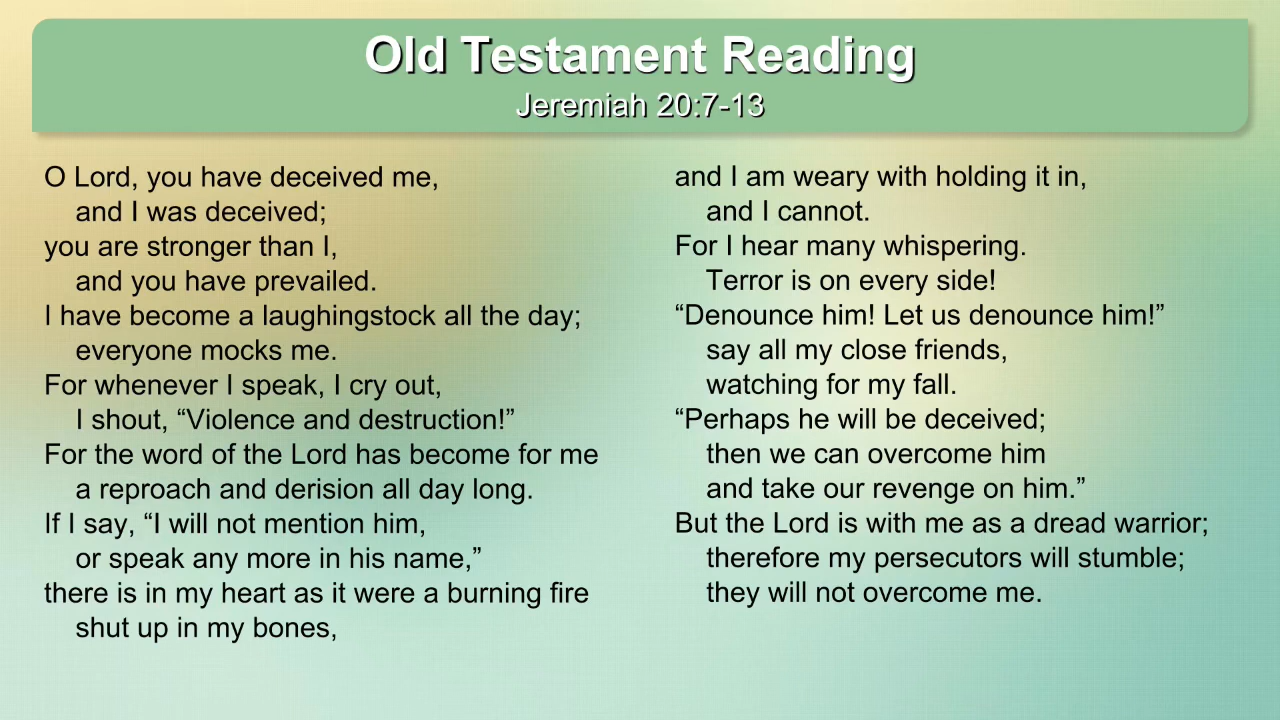 Old Testament Reading
Jeremiah 20:7-13
O Lord, you have deceived me,
and I was deceived;
you are stronger than I,
and you have prevailed.
I have become a laughingstock all the day;
everyone mocks me.
For whenever I speak, I cry out,
I shout, “Violence and destruction!”
For the word of the Lord has become for me
a reproach and derision all day long.
If I say, “I will not mention him,
or speak any more in his name,”
there is in my heart as it were a burning fire
shut up in my bones,
and I am weary with holding it in,
and I cannot.
For I hear many whispering.
Terror is on every side!
“Denounce him! Let us denounce him!”
say all my close friends,
watching for my fall.
“Perhaps he will be deceived;
then we can overcome him
and take our revenge on him.”
But the Lord is with me as a dread warrior;
therefore my persecutors will stumble;
they will not overcome me.